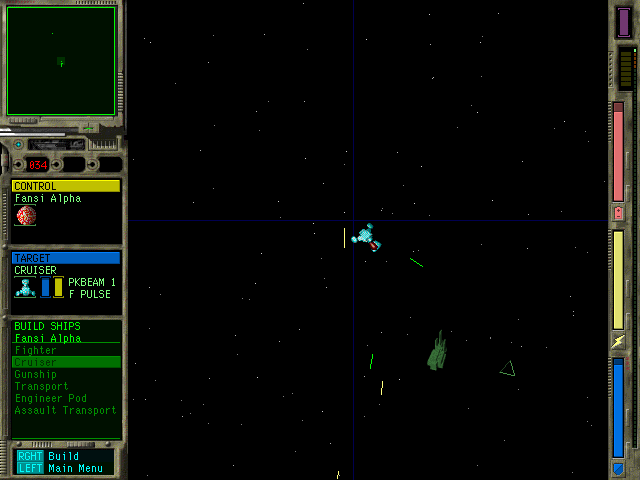 034
CONTROL
Fansi Alpha
TARGET
CRUISER
PKBEAM 1
F PULSE
BUILD SHIPS
Fansi Alpha
Fighter
Cruiser
Gunship
Transport
Engineer Pod
Assault Transport
RGHT Build
LEFT Main Menu